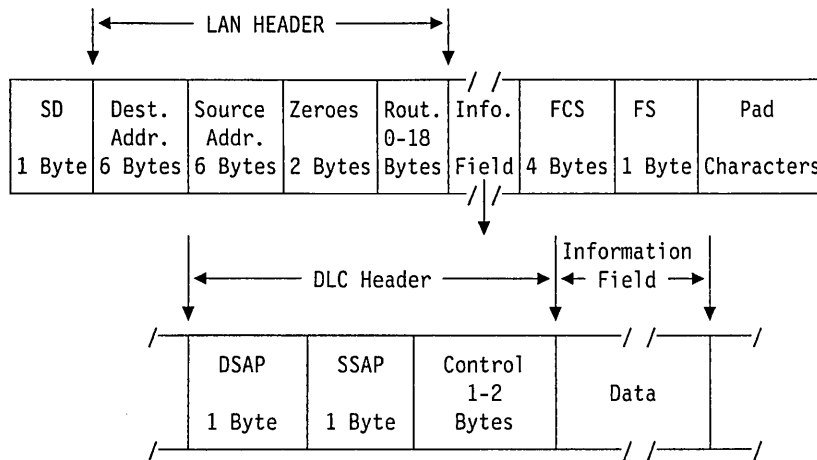 LAN HEADER
SD Dest. Source Zeroes Rout. Info. FCS FS Pad
Addr. Addr. 0-18
1 Byte 6 Bytes 6 Bytes 2 Bytes Bytes Field 4 Bytes 1 Byte Characters
Information
DLC Header Field
DSAP SSAP Control
1-2 Data
1 Byte 1 Byte Bytes